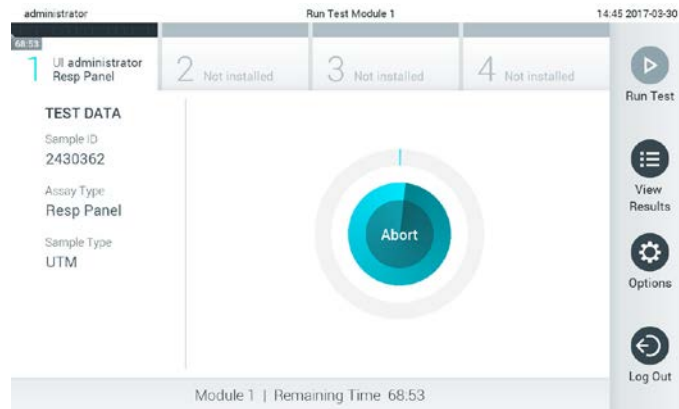 administrator Run Test Module 1 14:45 2017-03-30
68:53
1 UI administrator
Resp Panel
2 Not installed
3 Not installed
4 Not installed
TEST DATA
Sample ID
2430362
Assay Type
Resp Panel
Sample Type
UTM
Abort
Run Test
View
Results
Options
Log Out
Module 1 | Remaining Time 68:53